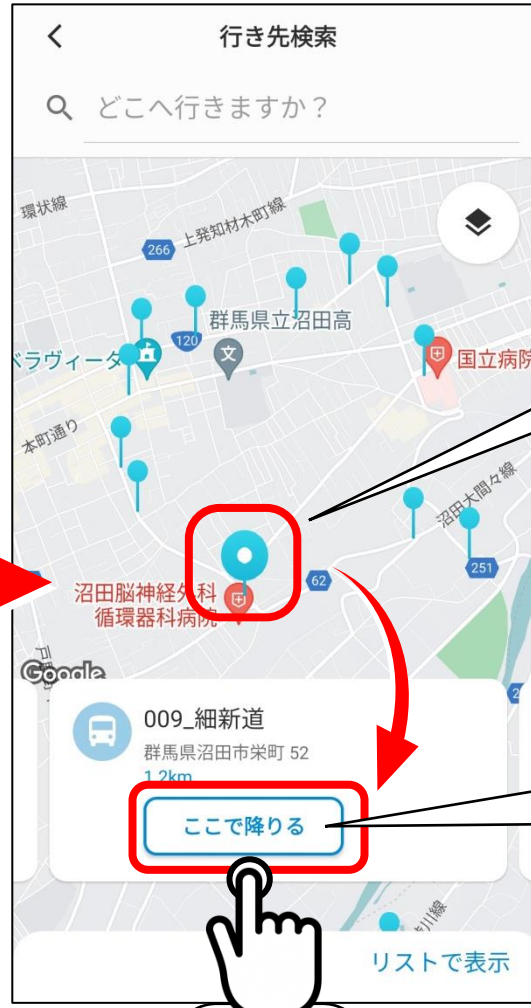 行き先検索
どこへ行きますか？
環状線
上発知材木町線
266
群馬県立沼田高
120
ベラヴィータ
文
国立病院
本町通り
沼田大間々線
251
62
沼田脳神経外科
循環器科病院
Google
009_細新道
群馬県沼田市栄町 52
1.2km
ここで降りる
リストで表示